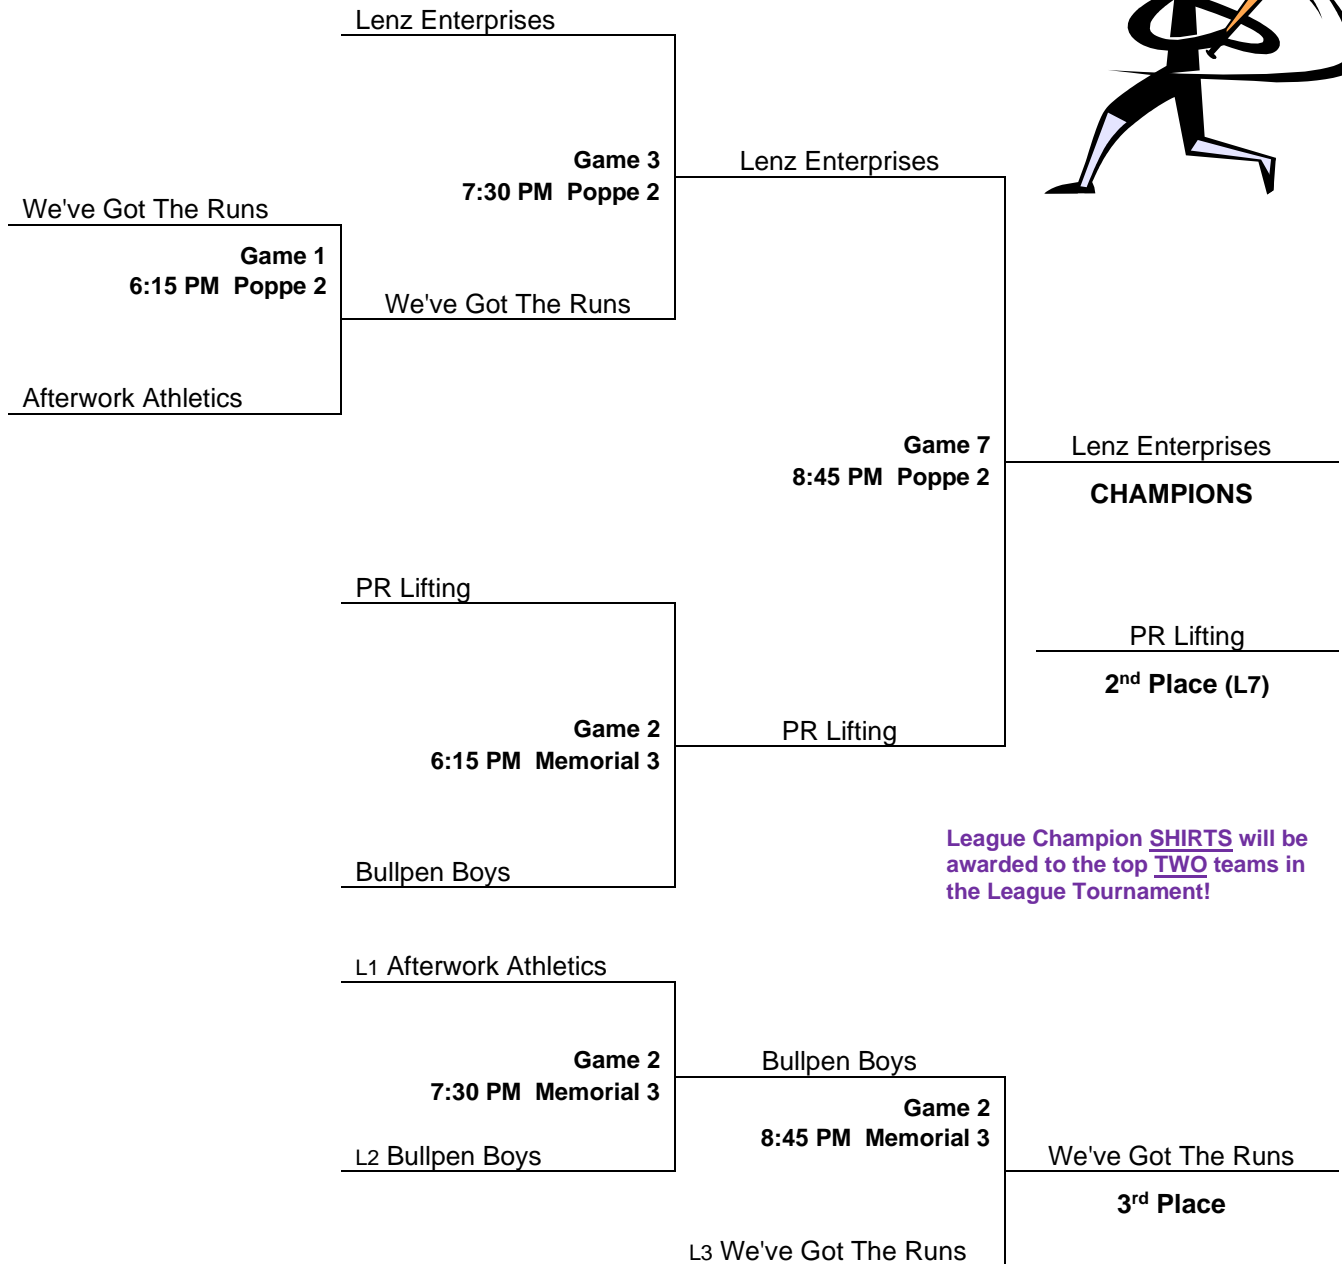 Lenz Enterprises
Game 3
7:30 PM Poppe 2
Lenz Enterprises
We've Got The Runs
Game 1
6:15 PM Poppe 2
We've Got The Runs
Afterwork Athletics
Game 7
8:45 PM Poppe 2
Lenz Enterprises
CHAMPIONS
PR Lifting
PR Lifting
2nd Place (L7)
Game 2
6:15 PM Memorial 3
PR Lifting
Bullpen Boys
League Champion SHIRTS will be
awarded to the top TWO teams in
the League Tournament!
L1 Afterwork Athletics
Game 2
7:30 PM Memorial 3
Bullpen Boys
L2 Bullpen Boys
Game 2
8:45 PM Memorial 3
We've Got The Runs
3rd Place
L3 We've Got The Runs